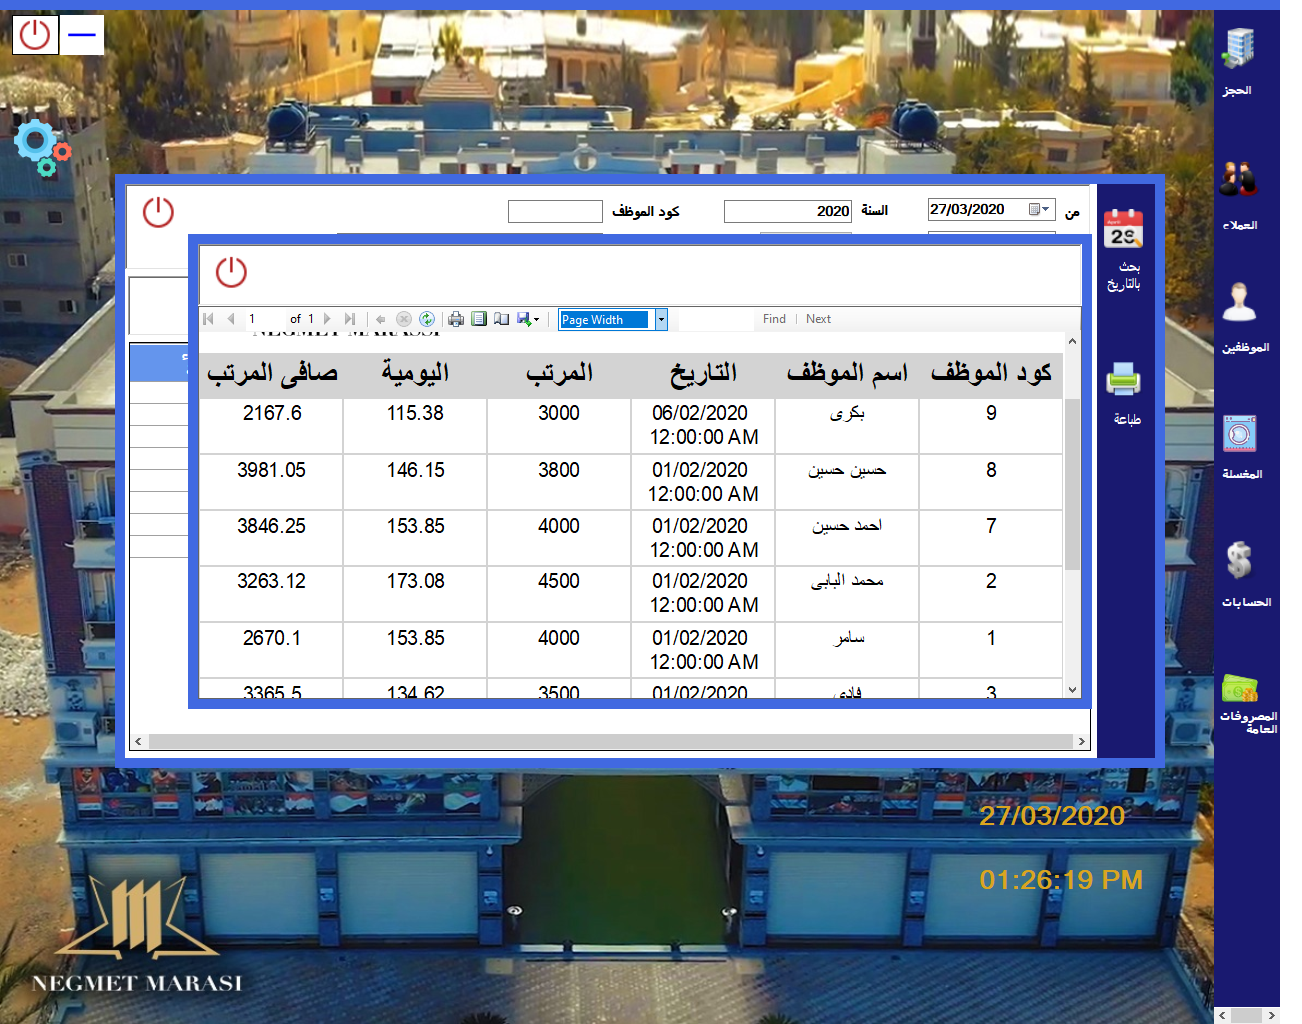 الحجز
العملاء
الموظفين
المغسلة
الحسابات
المصروفات
العامة
من
27/03/2020
السنة
2020
كود الموظف
28
بحث
بالتاريخ
طباعة
1 of 1
Page Width
Find | Next
NEGMET MARASSI
كود الموظف اسم الموظف التاريخ المرتب اليومية صافى المرتب
9 بكرى 06/02/2020 12:00:00 AM 3000 115.38 2167.6
8 حسين حسين 01/02/2020 12:00:00 AM 3800 146.15 3981.05
7 احمد حسين 01/02/2020 12:00:00 AM 4000 153.85 3846.25
2 محمد البابى 01/02/2020 12:00:00 AM 4500 173.08 3263.12
1 سامر 01/02/2020 12:00:00 AM 4000 153.85 2670.1
3 فادى 01/02/2020 3500 134.62 3365.5
27/03/2020
01:26:19 PM
NEGMET MARASI